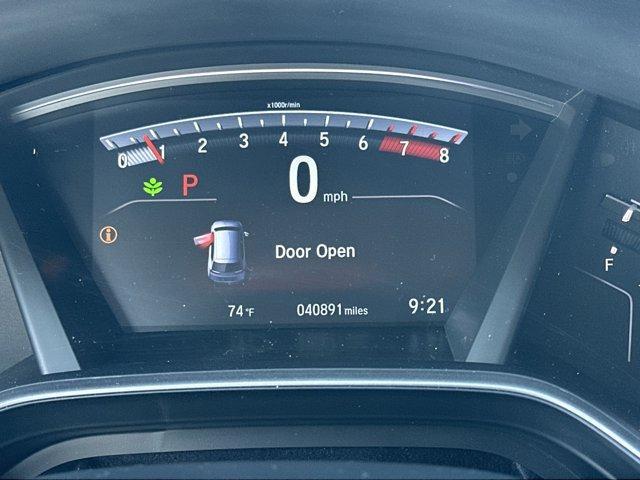 x1000r/min
0 1 2 3 4 5 6 7 8
P 0 mph
i Door Open
F
74°F 040891 miles 9:21